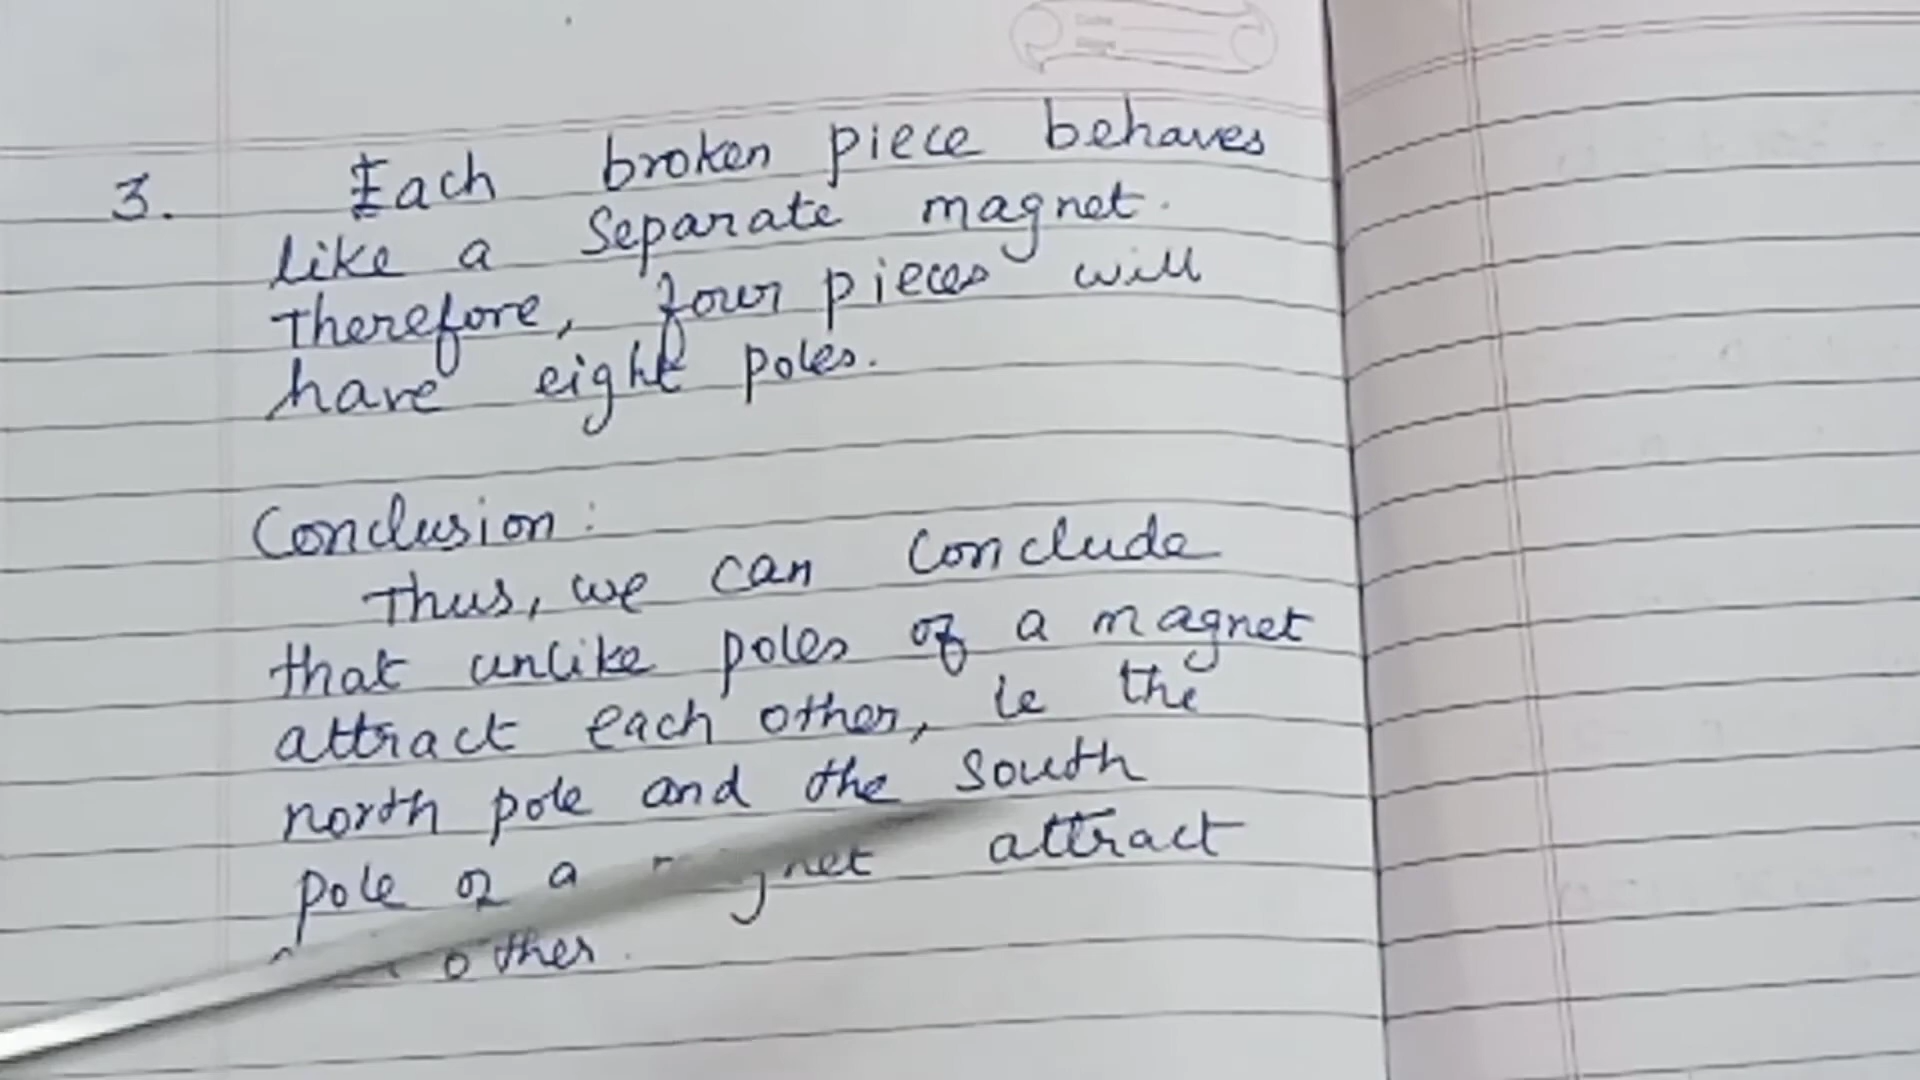 3. Each broken piece behaves
like a separate magnet.
Therefore, four pieces will
have eight poles.
Conclusion:
Thus, we can conclude
that unlike poles of a magnet
attract each other, ie the
north pole and the south
pole of a attract
other.